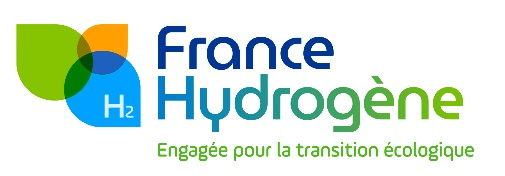 France
H₂
Hydrogène
Engagée pour la transition écologique